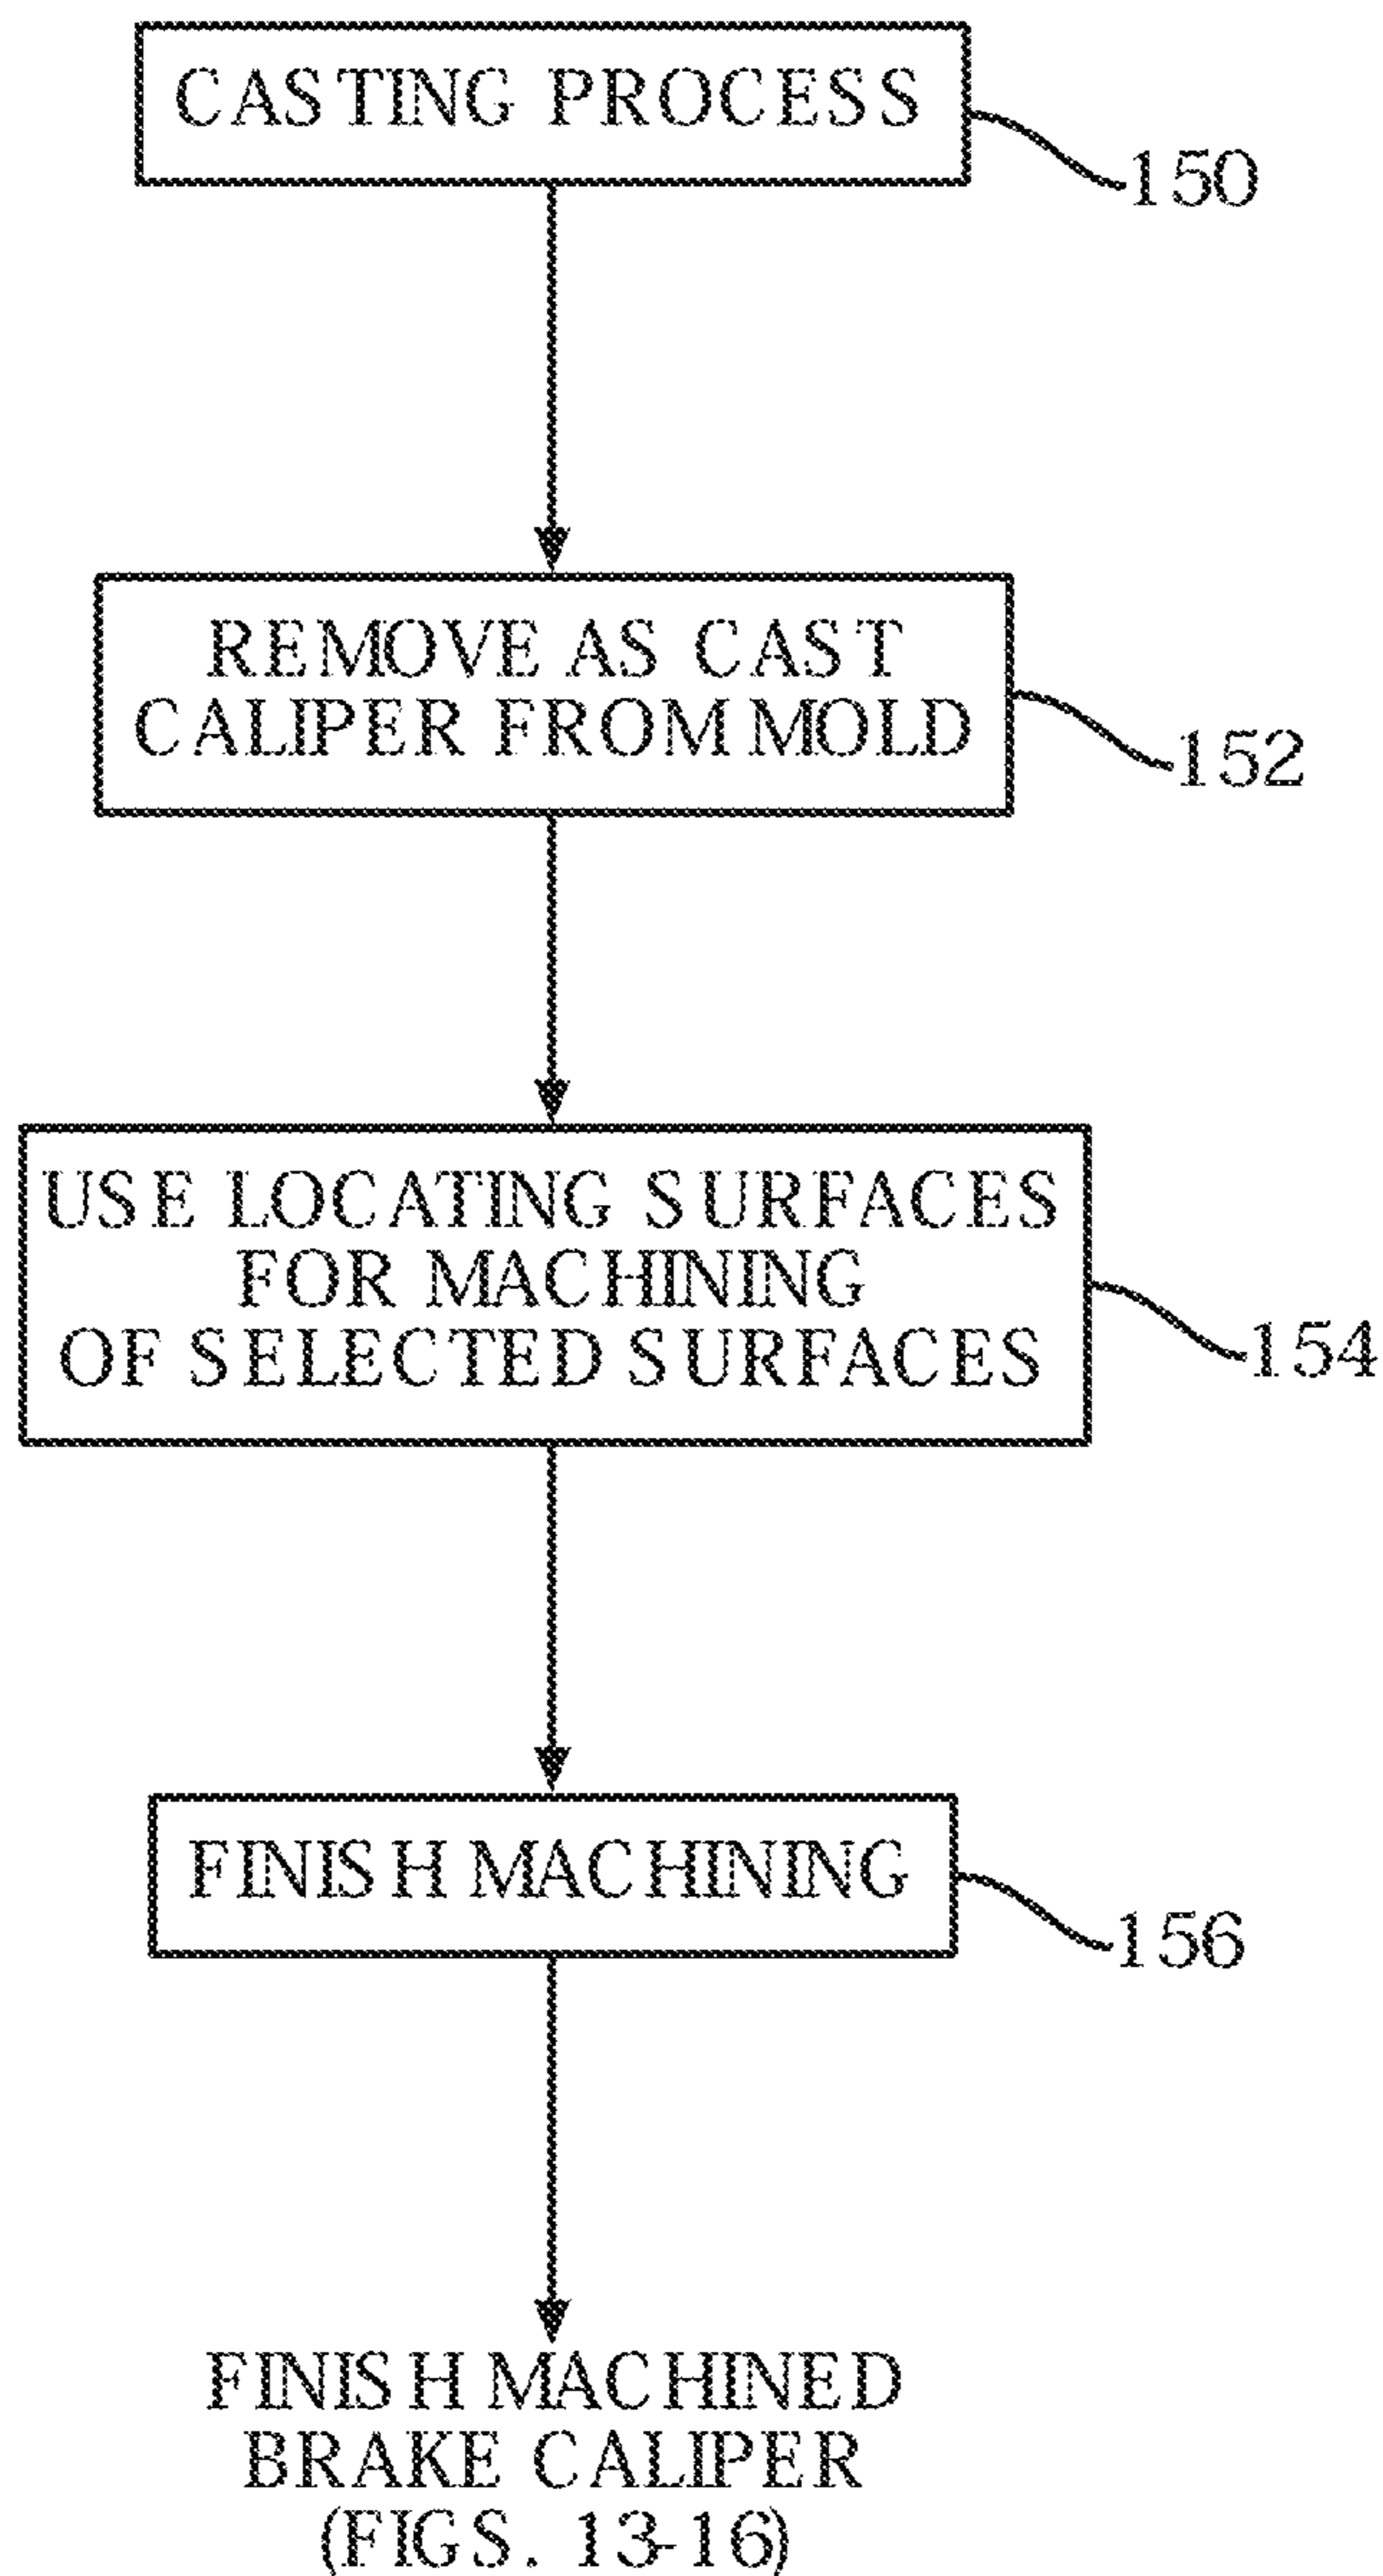 CASTING PROCESS
150
REMOVE AS CAST
CALIPER FROM MOLD
152
USE LOCATING SURFACES
FOR MACHINING
OF SELECTED SURFACES
154
FINISH MACHINING
156
FINISH MACHINED
BRAKE CALIPER
(FIGS. 13-16)